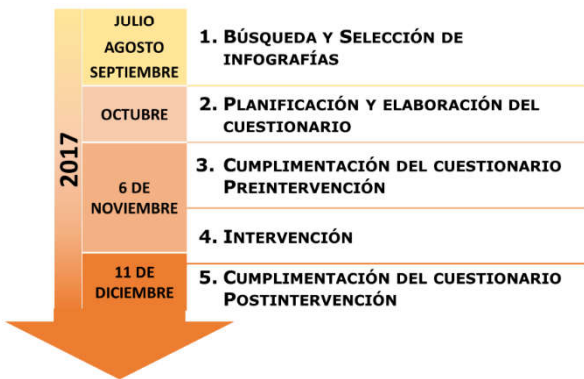 2017
JULIO
AGOSTO
SEPTIEMBRE
1. BÚSQUEDA Y SELECCIÓN DE
INFOGRAFÍAS
OCTUBRE
2. PLANIFICACIÓN Y ELABORACIÓN DEL
CUESTIONARIO
6 DE
NOVIEMBRE
3. CUMPLIMENTACIÓN DEL CUESTIONARIO
PREINTERVENCIÓN
4. INTERVENCIÓN
11 DE
DICIEMBRE
5. CUMPLIMENTACIÓN DEL CUESTIONARIO
POSTINTERVENCIÓN